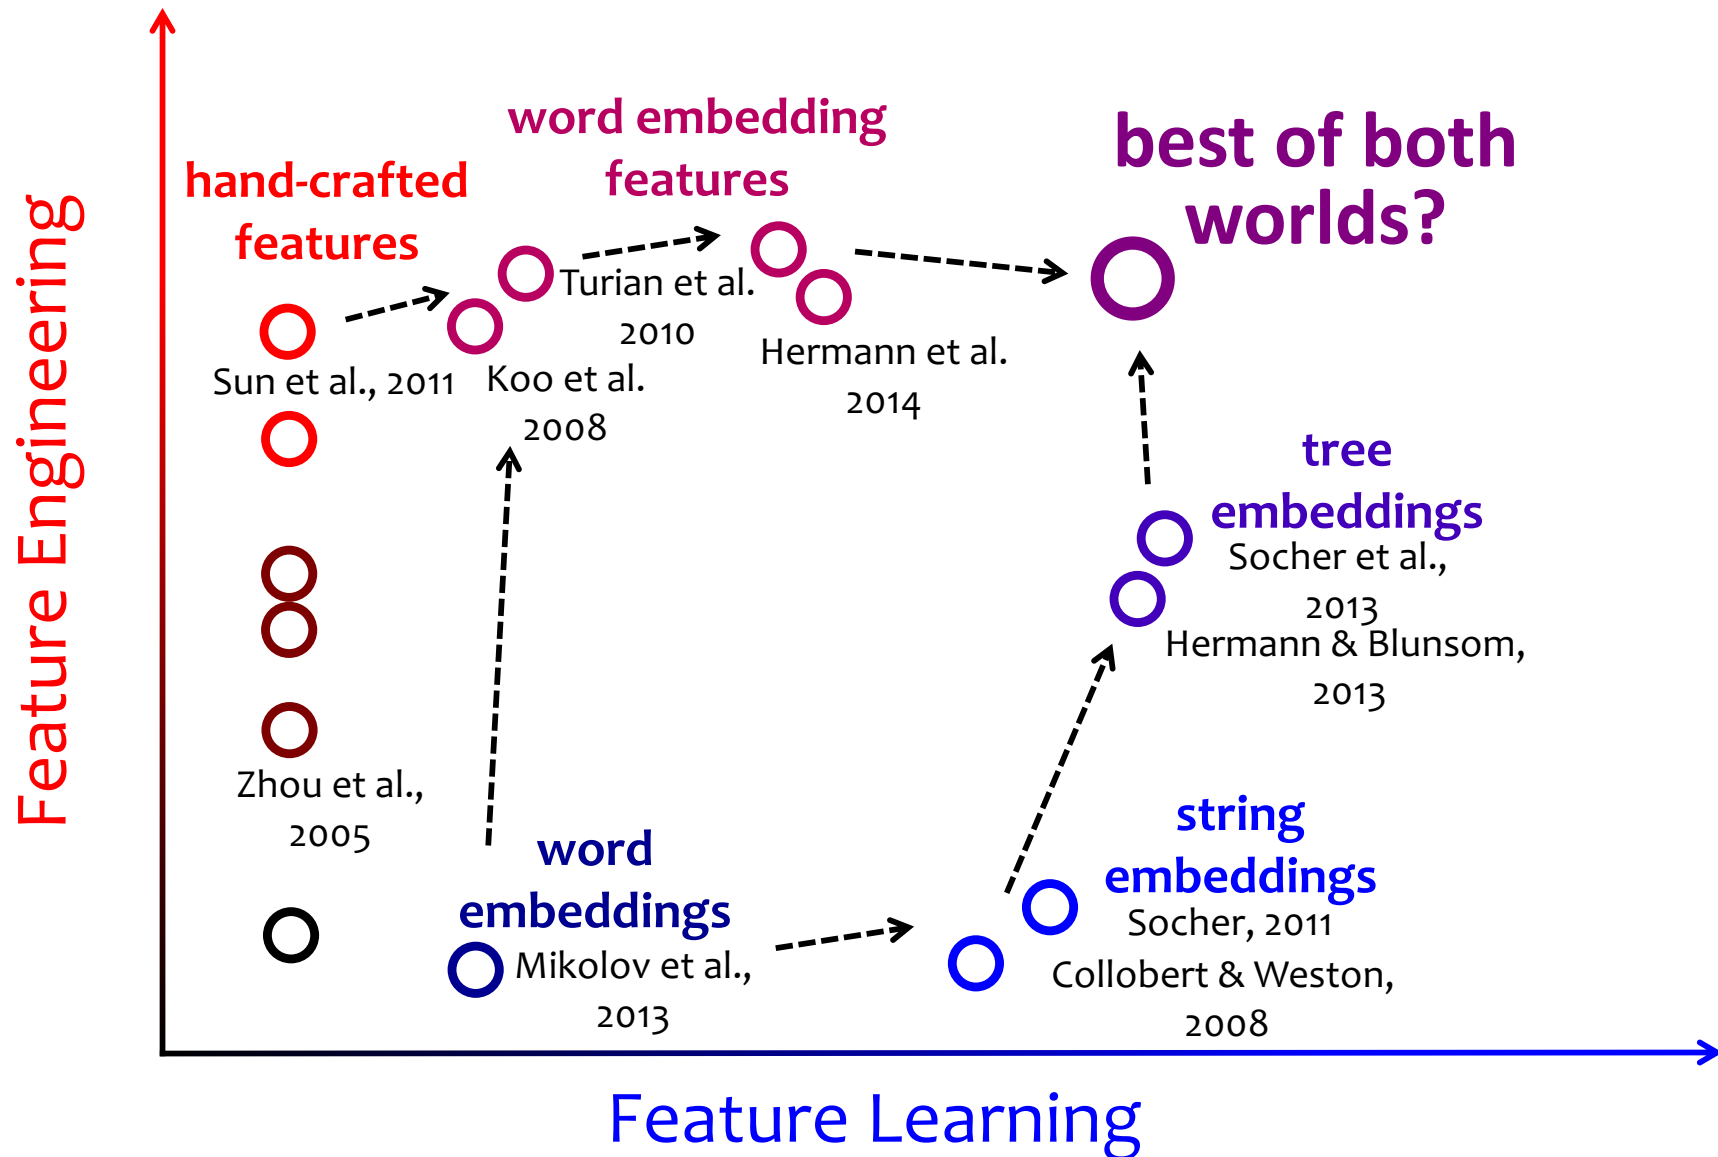 Feature Engineering
hand-crafted
features
word embedding
features
best of both
worlds?
Turian et al.
2010
Sun et al., 2011
Koo et al.
2008
Hermann et al.
2014
tree
embeddings
Socher et al.,
2013
Hermann & Blunsom,
2013
Zhou et al.,
2005
word
embeddings
Mikolov et al.,
2013
string
embeddings
Socher, 2011
Collobert & Weston,
2008
Feature Learning